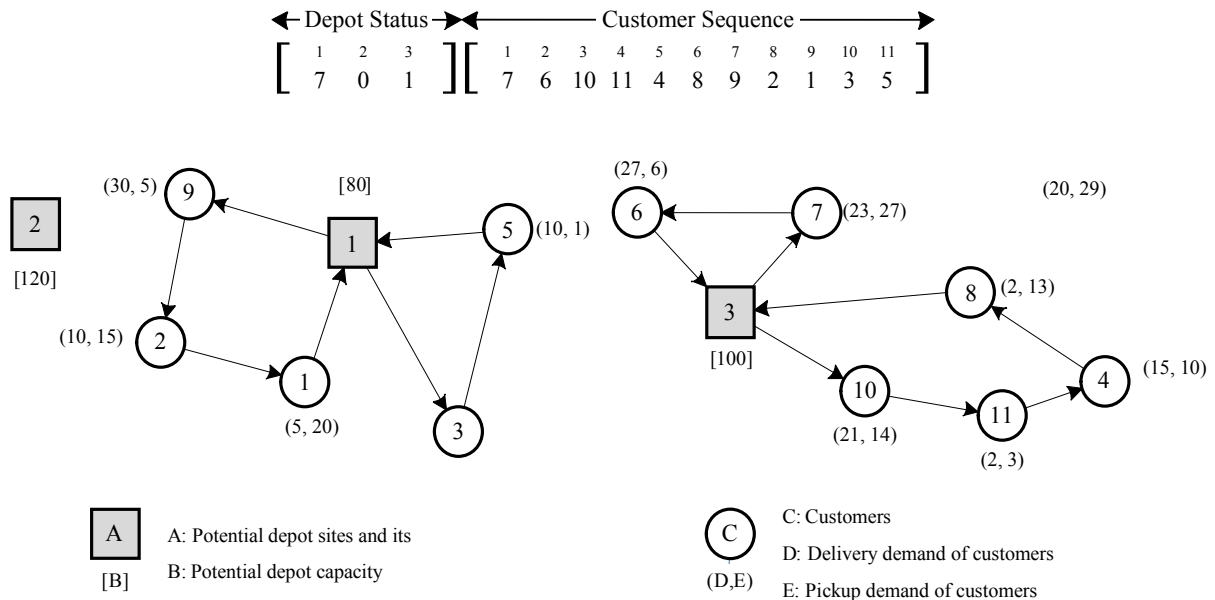 Depot Status Customer Sequence
1 2 3 1 2 3 4 5 6 7 8 9 10 11
[ 7 0 1 ] [ 7 6 10 11 4 8 9 2 1 3 5 ]
(27, 6)
(30, 5) 9 [80] (20, 29)
2 1 5 (10, 1) 6 7 (23, 27)
[120]
8 (2, 13)
3
(10, 15) 2 [100]
1 10 4 (15, 10)
(5, 20) 3 (21, 14) 11
(2, 3)
A A: Potential depot sites and its C C: Customers
[B] B: Potential depot capacity D: Delivery demand of customers
(D,E) E: Pickup demand of customers